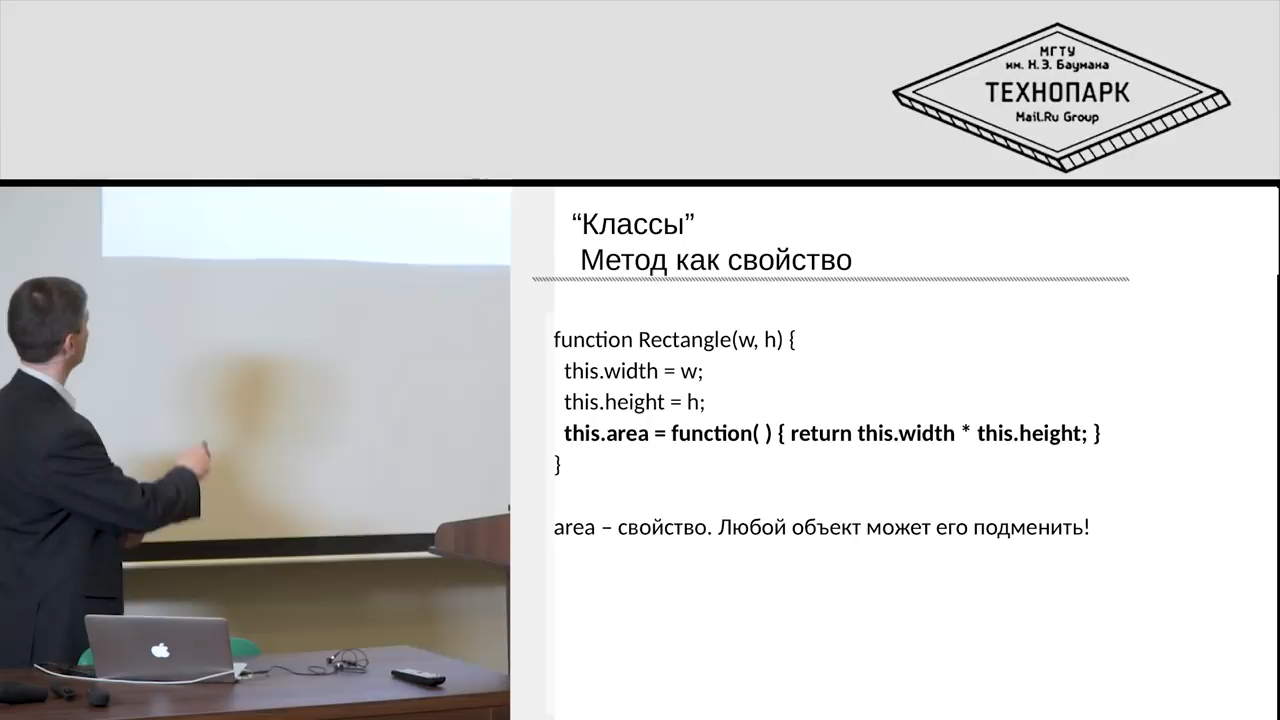 МГТУ
им. Н.Э. Баумана
ТЕХНОПАРК
Mail.Ru Group
“Классы”
Метод как свойство
function Rectangle(w, h) {
this.width = w;
this.height = h;
this.area = function( ) { return this.width * this.height; }
}
area – свойство. Любой объект может его подменить!